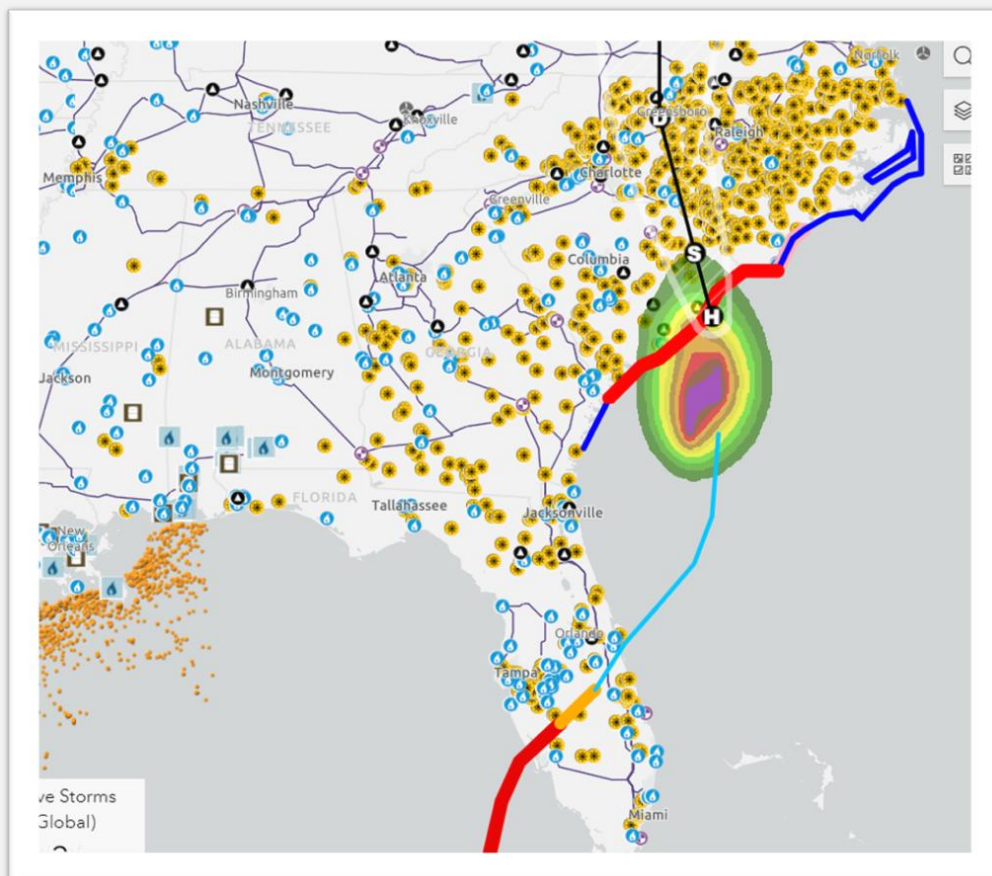 Norfolk
Nashville
TENNESSEE
Knoxville
Greensboro
Raleigh
Memphis
Charlotte
Greenville
Columbia
S
Atlanta
Birmingham
H
MISSISSIPPI
ALABAMA
GEORGIA
Jackson
Montgomery
FLORIDA
Tallahassee
Jacksonville
New
Orleans
Orlando
Tampa
ve Storms
Global)
Miami